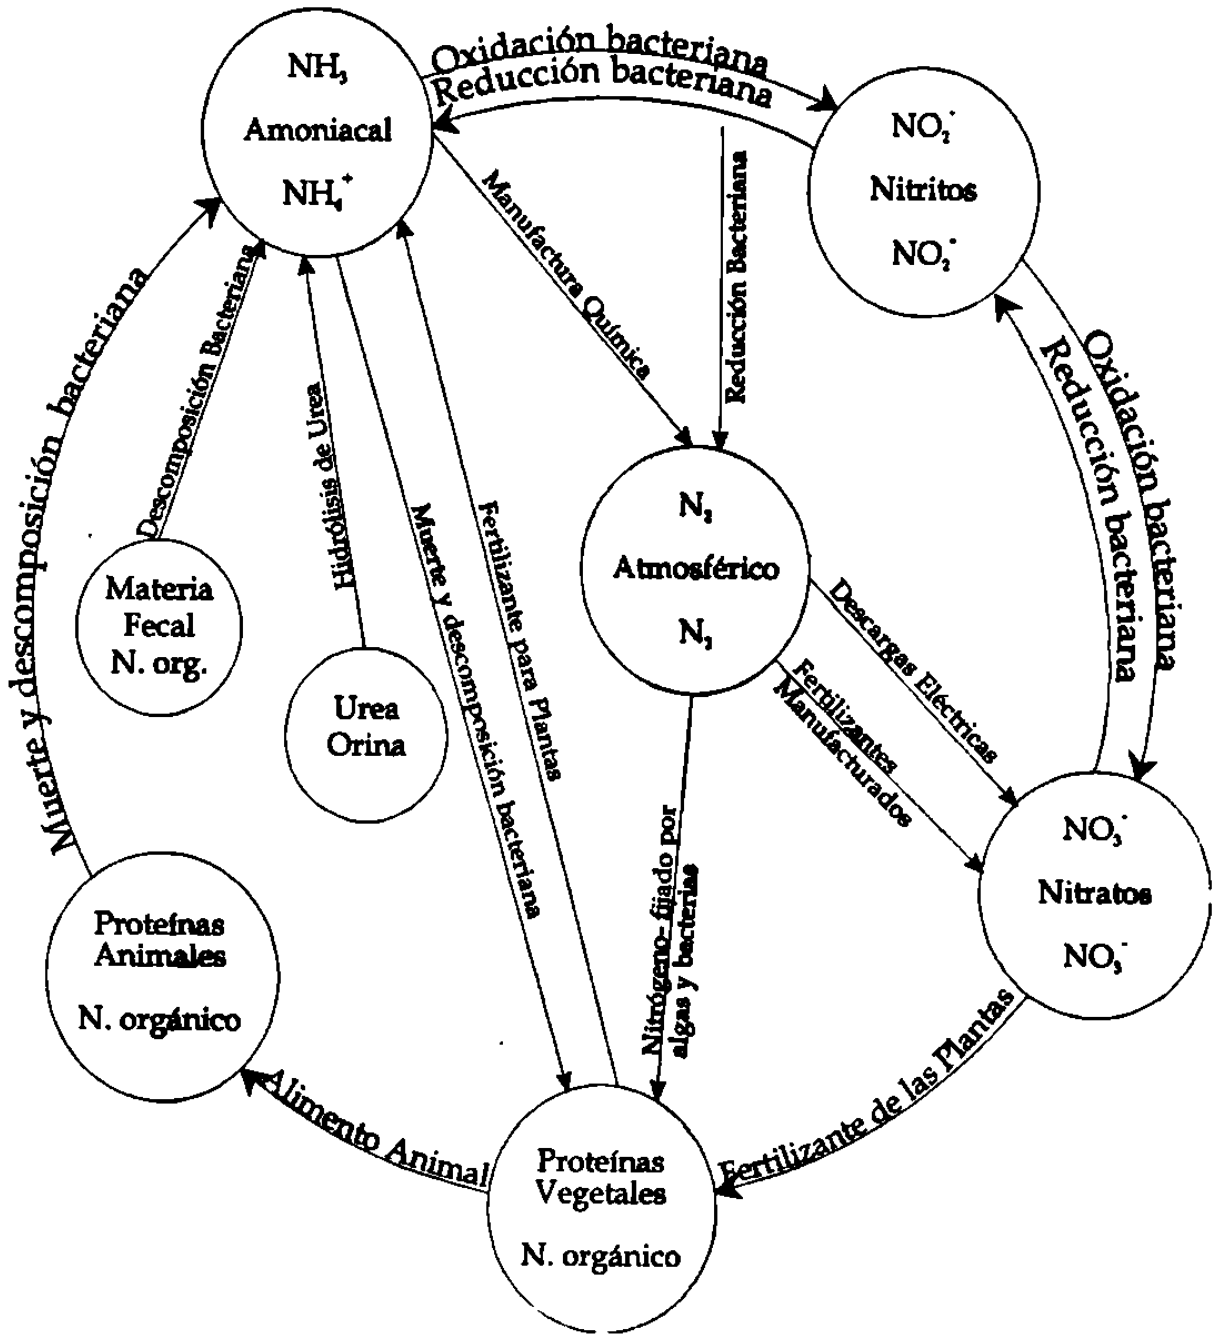 Oxidación bacteriana
Reducción bacteriana
NH₃
Amoniacal
NH₄⁺
NO₂⁻
Nitritos
NO₂⁻
Manufactura Química
Reducción Bacteriana
Oxidación bacteriana
Reducción bacteriana
Muerte y descomposición bacteriana
Descomposición Bacteriana
Hidrólisis de Urea
Muerte y descomposición bacteriana
Fertilizante para Plantas
N₂
Atmosférico
N₂
Descargas Eléctricas
Fertilizantes
Manufacturados
Materia
Fecal
N. org.
Urea
Orina
Nitrógeno- fijado por
algas y bacterias
NO₃⁻
Nitratos
NO₃⁻
Proteínas
Animales
N. orgánico
Alimento Animal
Fertilizante de las Plantas
Proteínas
Vegetales
N. orgánico